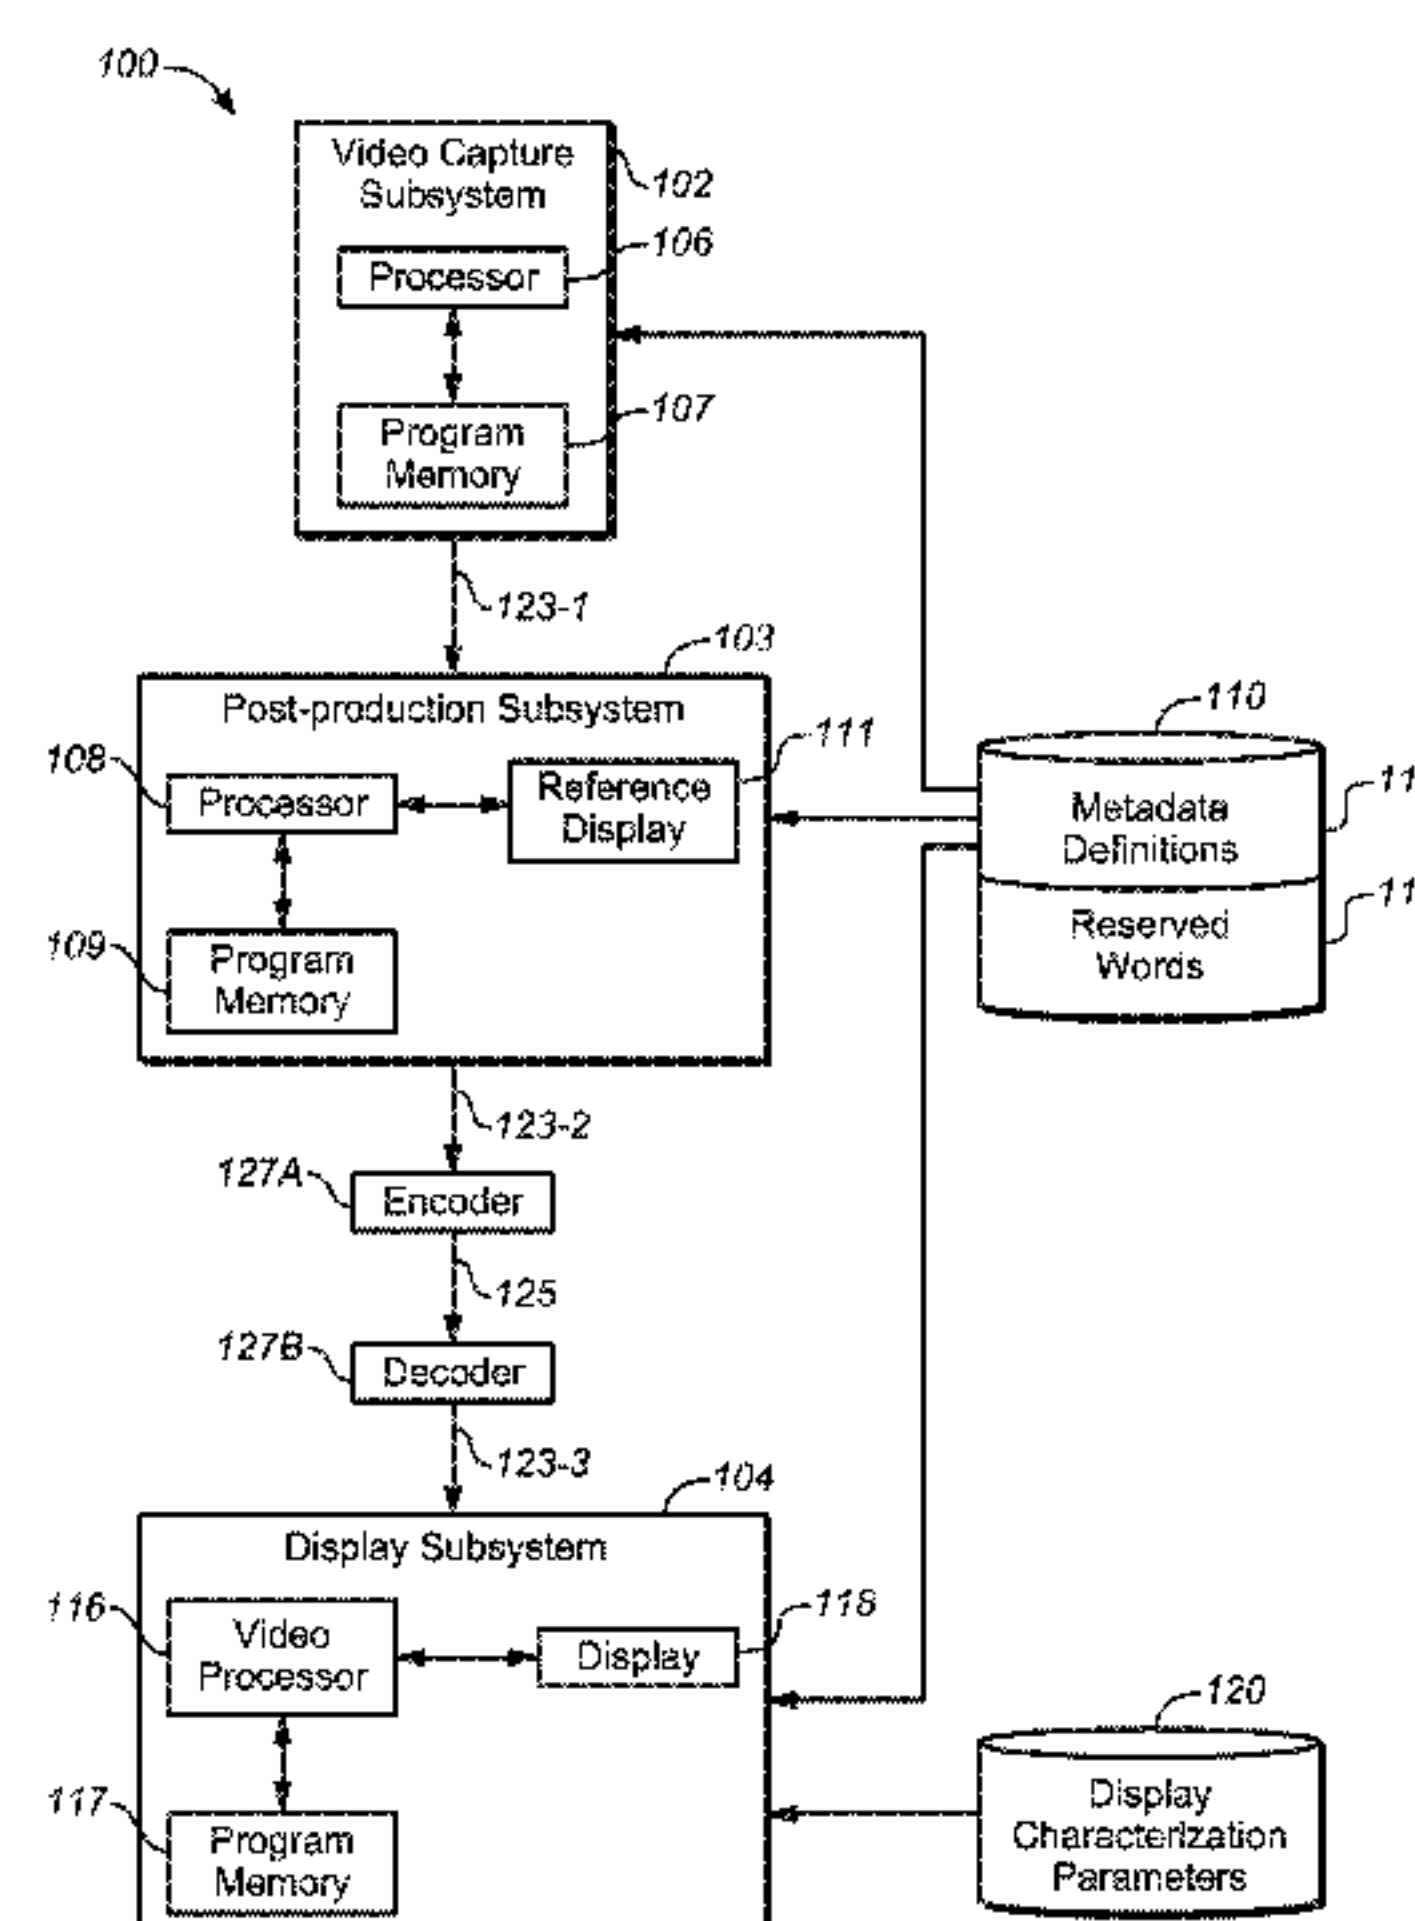 100
Video Capture
Subsystem
102
Processor
106
Program
Memory
107
123-1
103
Post-production Subsystem
108
Processor
Reference
Display
111
109
Program
Memory
110
Metadate
Definitions
11
Reserved
Words
11
123-2
127A
Encoder
125
127B
Decoder
123-3
104
Display Subsystem
116
Video
Processor
Display
118
117
Program
Memory
120
Display
Characterization
Parameters